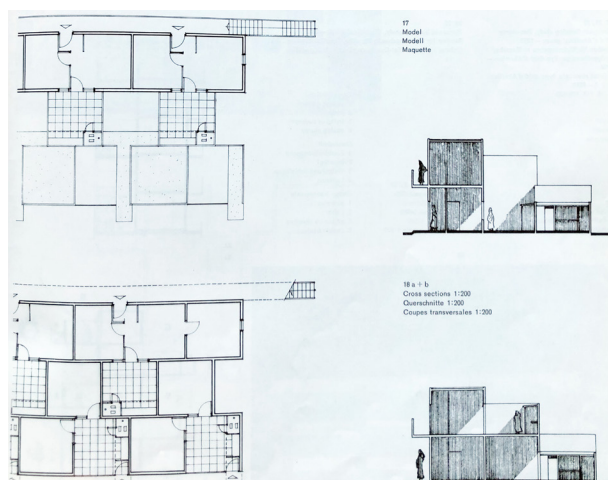 17
Model
Modell
Maquette
18 a + b
Cross sections 1:200
Querschnitte 1:200
Coupes transversales 1:200